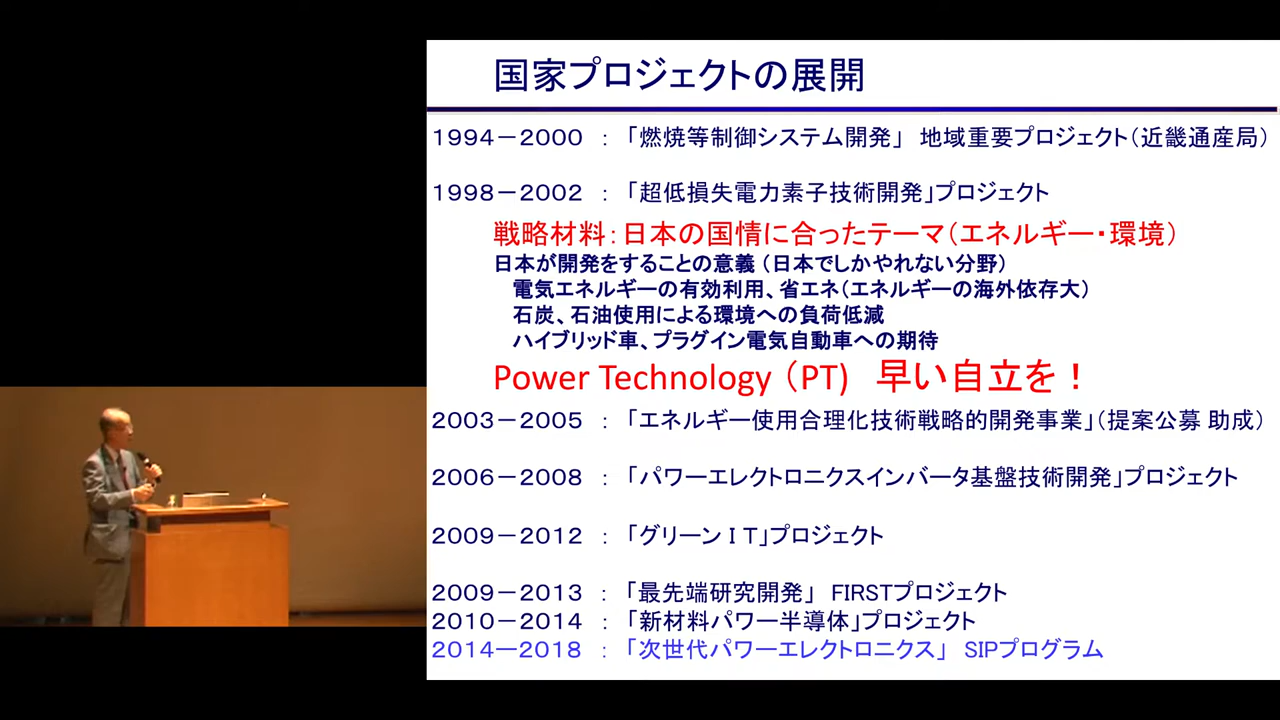 国家プロジェクトの展開
1994－2000 ： 「燃焼等制御システム開発」 地域重要プロジェクト（近畿通産局）
1998－2002 ： 「超低損失電力素子技術開発」プロジェクト
戦略材料：日本の国情に合ったテーマ（エネルギー・環境）
日本が開発をすることの意義（日本でしかやれない分野）
電気エネルギーの有効利用、省エネ（エネルギーの海外依存大）
石炭、石油使用による環境への負荷低減
ハイブリッド車、プラグイン電気自動車への期待
Power Technology （PT) 早い自立を！
2003－2005 ： 「エネルギー使用合理化技術戦略的開発事業」（提案公募 助成）
2006－2008 ： 「パワーエレクトロニクスインバータ基盤技術開発」プロジェクト
2009－2012 ： 「グリーンＩＴ」プロジェクト
2009－2013 ： 「最先端研究開発」 FIRSTプロジェクト
2010－2014 ： 「新材料パワー半導体」プロジェクト
2014－2018 ： 「次世代パワーエレクトロニクス」 SIPプログラム